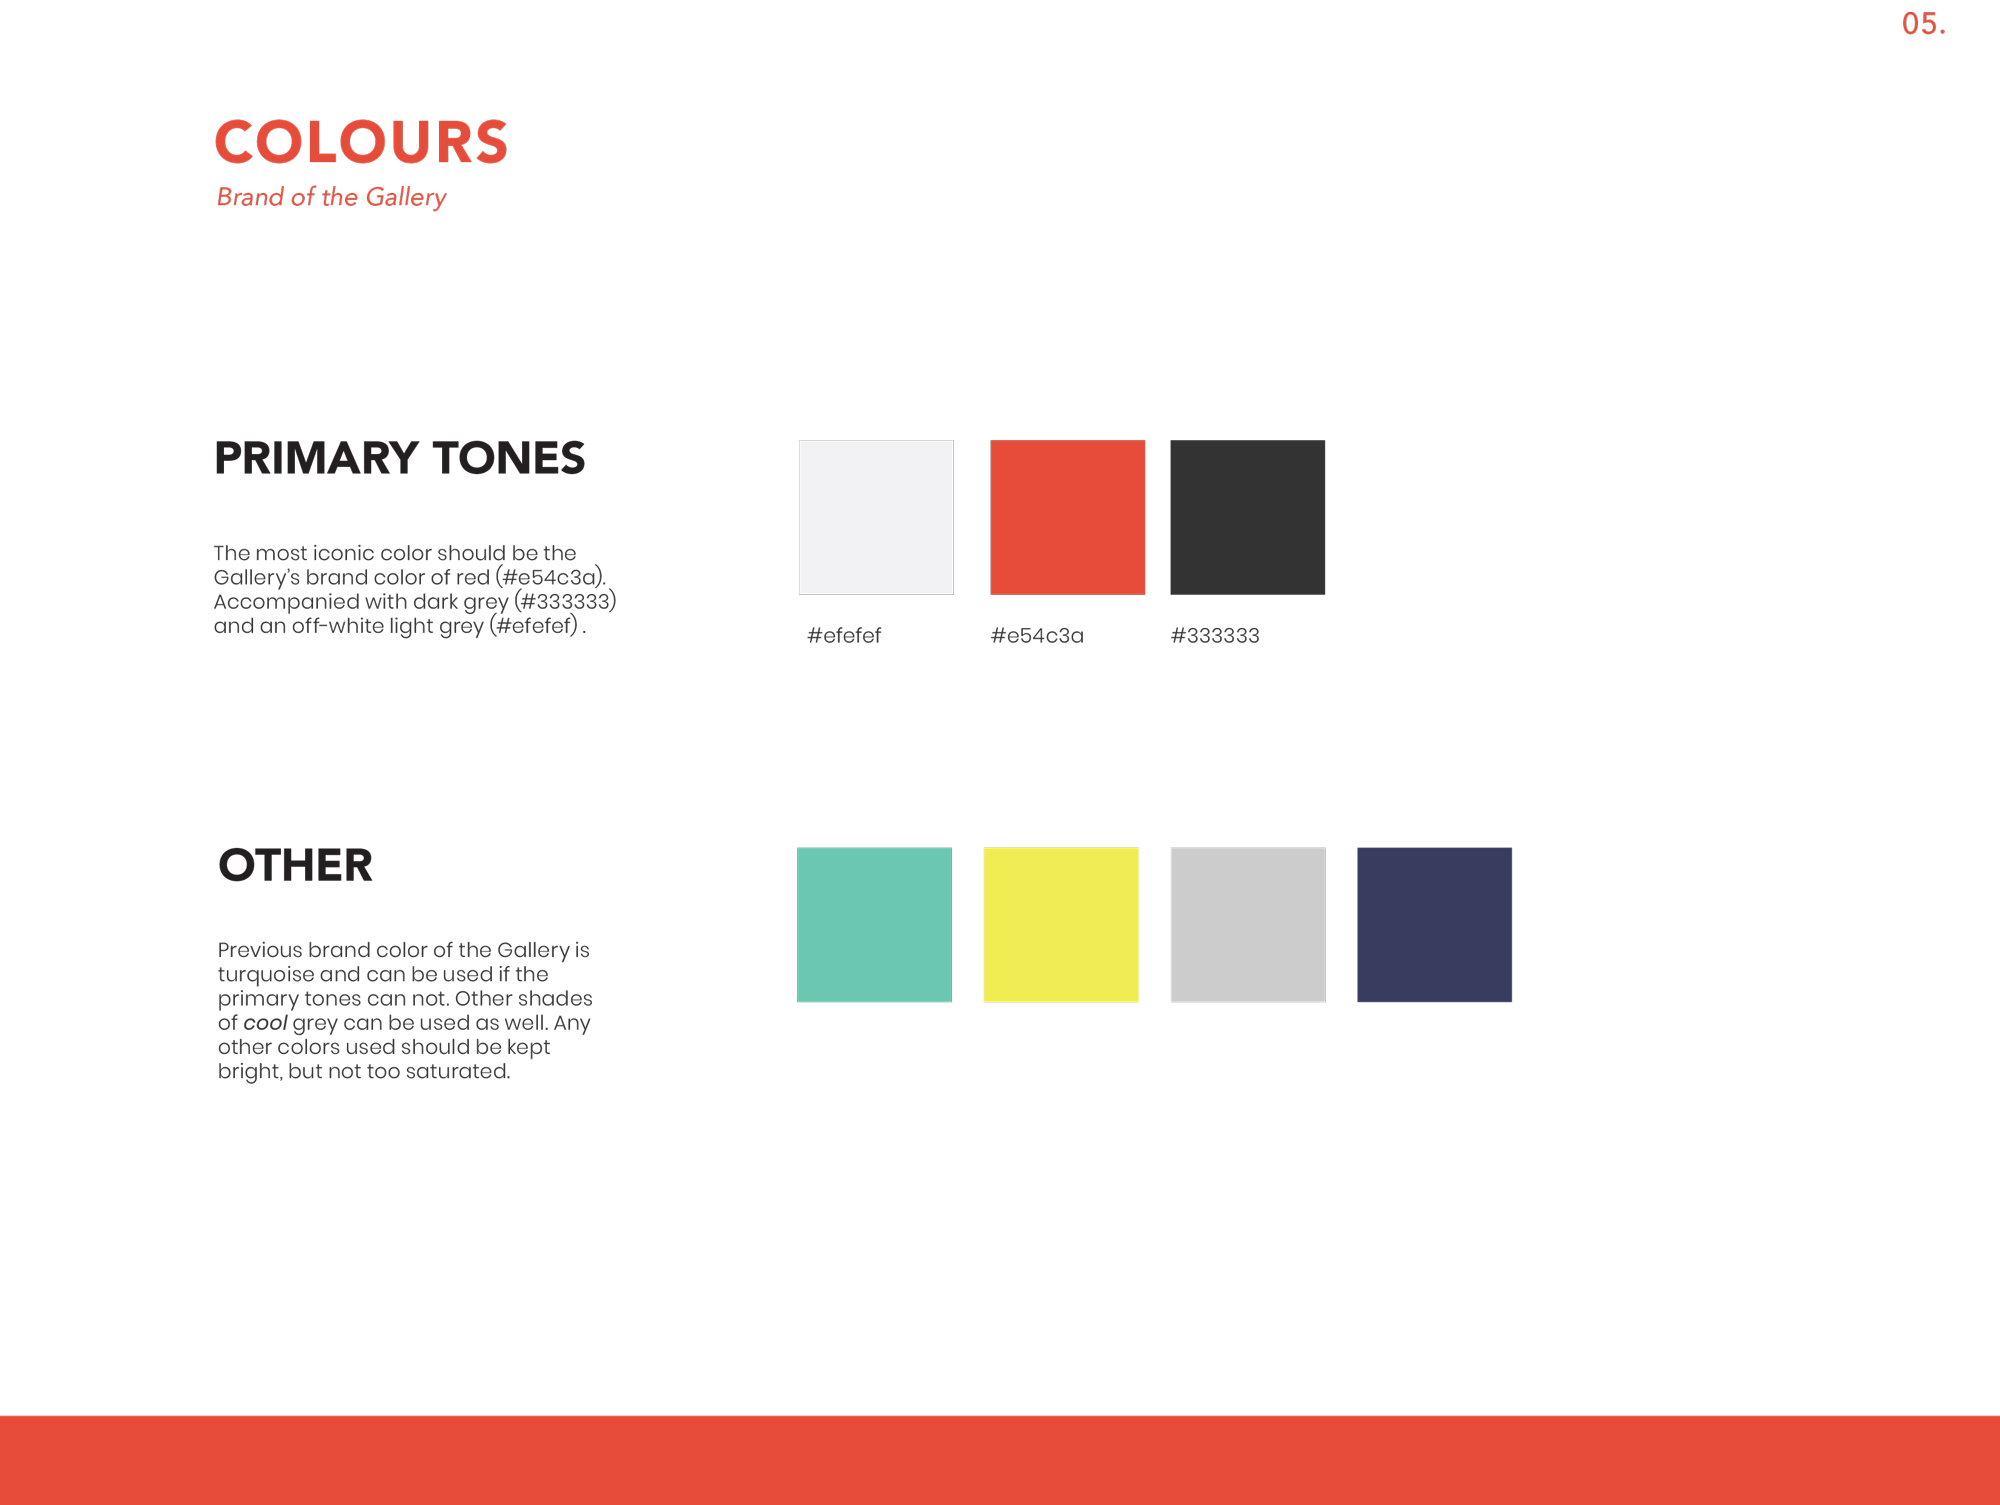 05.
COLOURS
Brand of the Gallery
PRIMARY TONES
The most iconic color should be the
Gallery's brand color of red (#e54c3a).
Accompanied with dark grey (#333333)
and an off-white light grey (#efefef) .
#efefef
#e54c3a
#333333
OTHER
Previous brand color of the Gallery is
turquoise and can be used if the
primary tones can not. Other shades
of cool grey can be used as well. Any
other colors used should be kept
bright, but not too saturated.